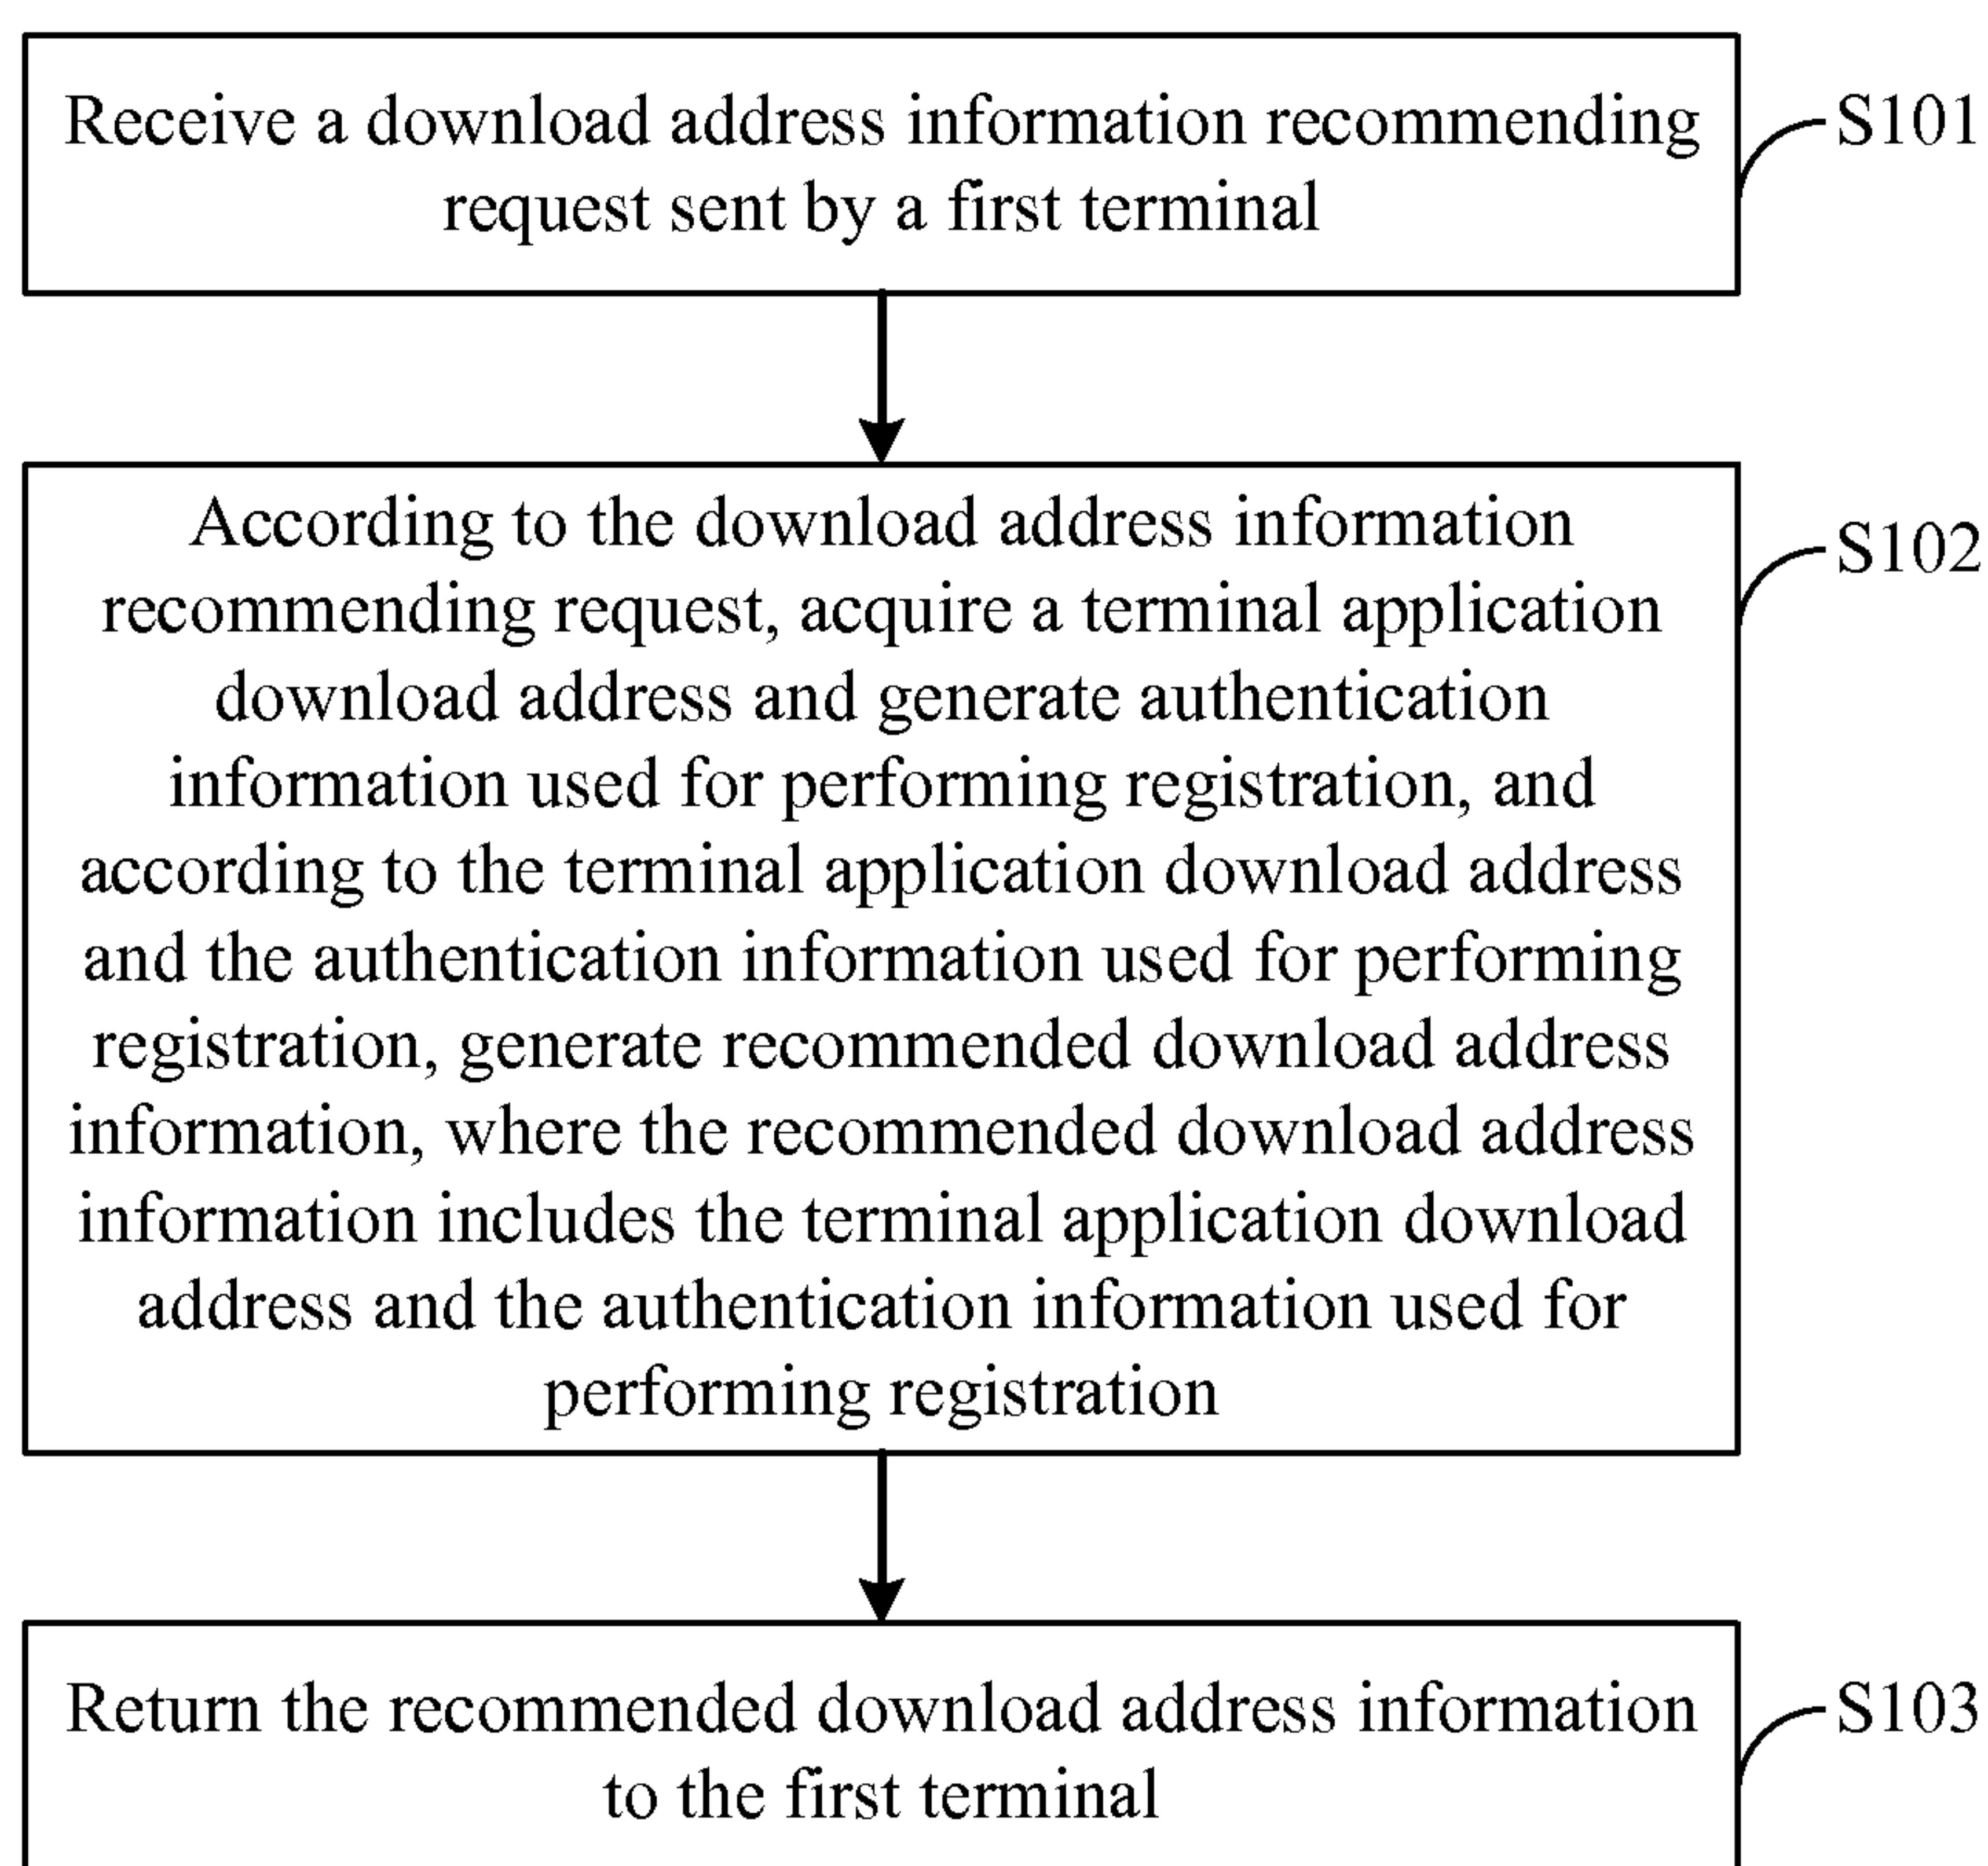 Receive a download address information recommending
request sent by a first terminal
S101
According to the download address information
recommending request, acquire a terminal application
download address and generate authentication
information used for performing registration, and
according to the terminal application download address
and the authentication information used for performing
registration, generate recommended download address
information, where the recommended download address
information includes the terminal application download
address and the authentication information used for
performing registration
S102
Return the recommended download address information
to the first terminal
S103